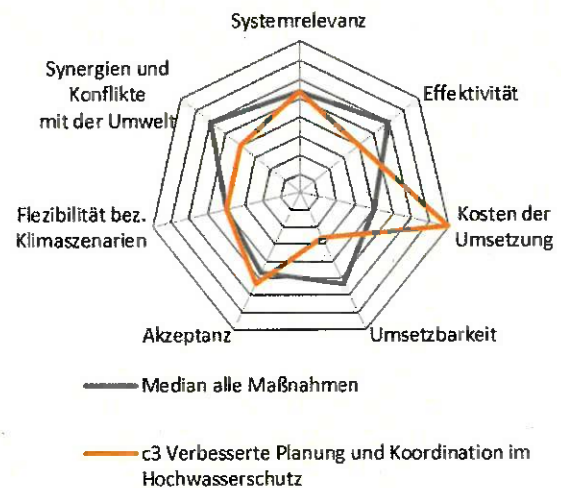 Systemrelevanz
Effektivität
Kosten der
Umsetzung
Umsetzbarkeit
Akzeptanz
Flezibilität bez.
Klimaszenarien
Synergien und
Konflikte
mit der Umwelt
Median alle Maßnahmen
c3 Verbesserte Planung und Koordination im
Hochwasserschutz